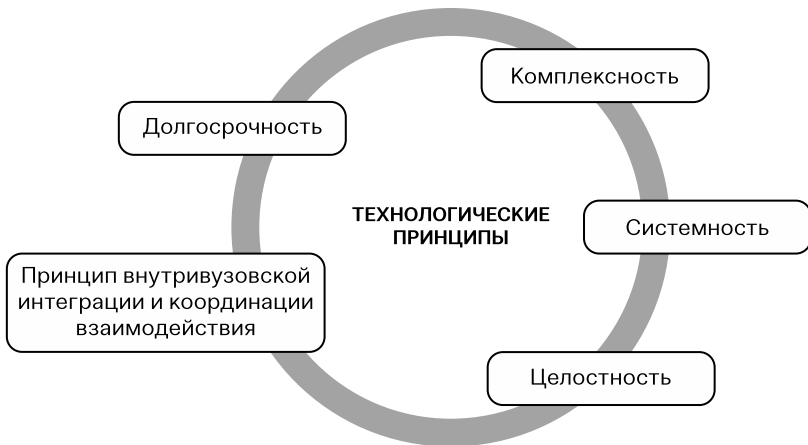 Комплексность
Долгосрочность
ТЕХНОЛОГИЧЕСКИЕ
ПРИНЦИПЫ
Системность
Принцип внутривузовской
интеграции и координации
взаимодействия
Целостность